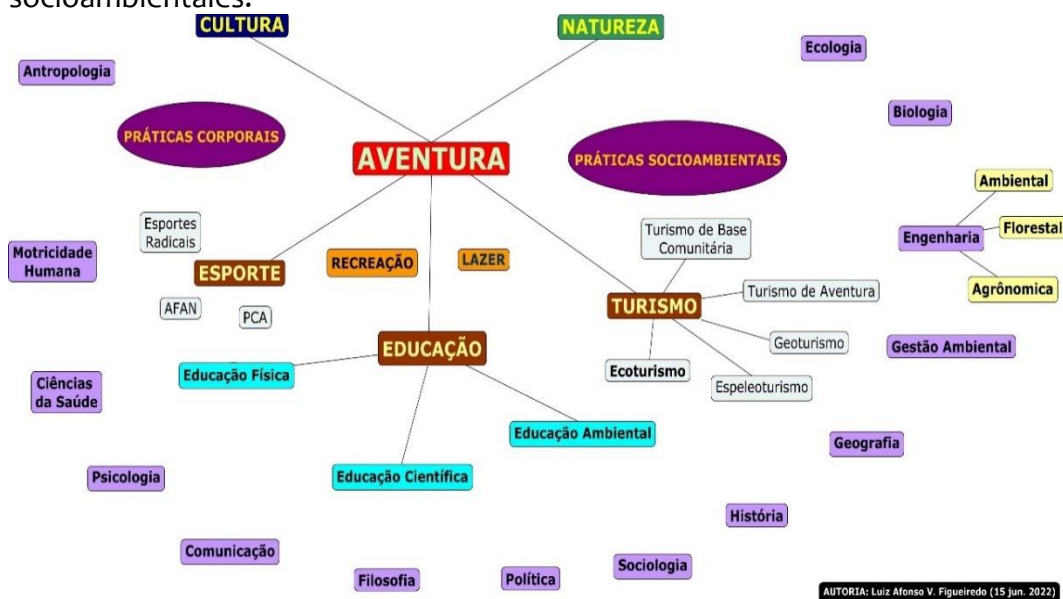 socioambientales.
CULTURA
NATUREZA
Ecologia
Antropologia
Biologia
PRÁTICAS CORPORAIS
AVENTURA
PRÁTICAS SOCIOAMBIENTAIS
Ambiental
Esportes
Radicais
Turismo de Base
Comunitária
Florestal
Engenharia
Motricidade
Humana
ESPORTE
RECREAÇÃO
LAZER
Agrônomica
Turismo de Aventura
TURISMO
AFAN
PCA
Geoturismo
Gestão Ambiental
EDUCAÇÃO
Educação Física
Ecoturismo
Espeleoturismo
Ciências
da Saúde
Educação Ambiental
Geografia
Psicologia
Educação Científica
História
Comunicação
Filosofia
Política
Sociologia
AUTORIA: Luiz Afonso V. Figueiredo (15 jun. 2022)